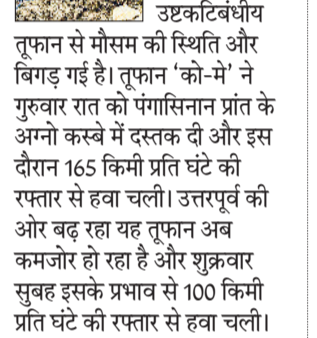 उष्टकटिबंधीय
तूफान से मौसम की स्थिति और
बिगड़ गई है। तूफान ‘को-मे’ ने
गुरुवार रात को पंगासिनान प्रांत के
अग्नो कस्बे में दस्तक दी और इस
दौरान 165 किमी प्रति घंटे की
रफ्तार से हवा चली। उत्तरपूर्व की
ओर बढ़ रहा यह तूफान अब
कमजोर हो रहा है और शुक्रवार
सुबह इसके प्रभाव से 100 किमी
प्रति घंटे की रफ्तार से हवा चली।